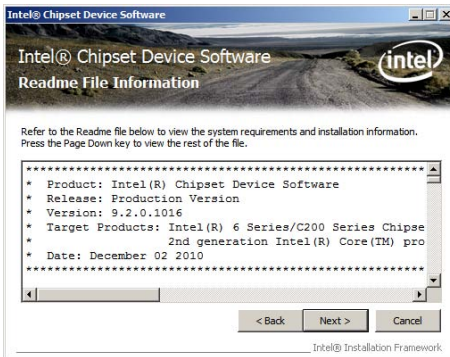 Intel® Chipset Device Software
Intel® Chipset Device Software
Readme File Information
intel
Refer to the Readme file below to view the system requirements and installation information.
Press the Page Down key to view the rest of the file.
************************************************************
* Product: Intel(R) Chipset Device Software
* Release: Production Version
* Version: 9.2.0.1016
* Target Products: Intel(R) 6 Series/C200 Series Chipse
* 2nd generation Intel(R) Core(TM) pro
* Date: December 02 2010
************************************************************
< Back Next > Cancel
Intel® Installation Framework